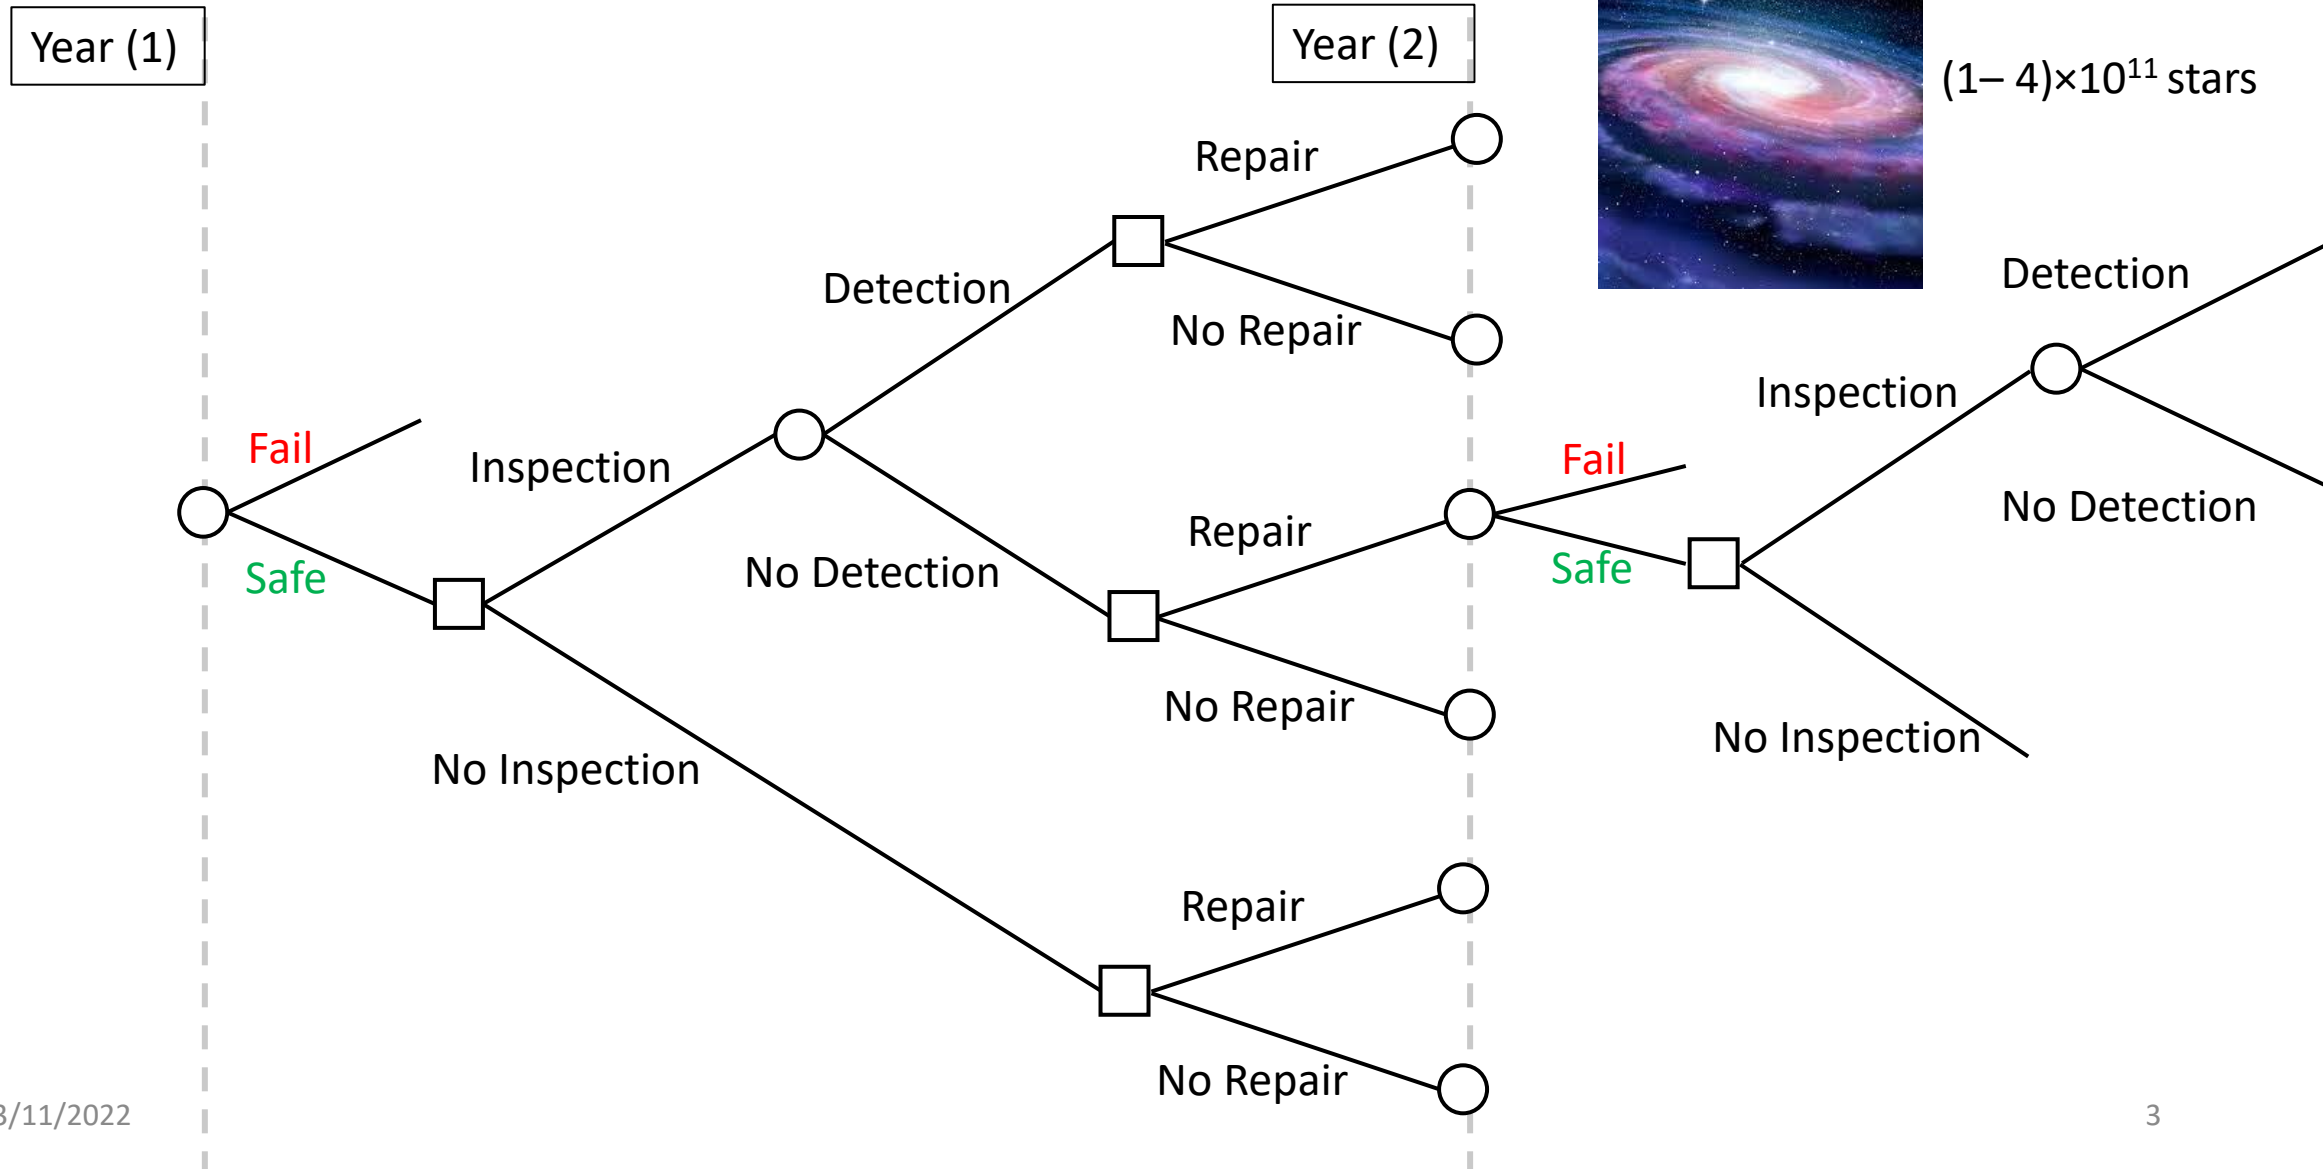 Year (1)
Year (2)
(1– 4)×10¹¹ stars
Repair
Detection
No Repair
Detection
Inspection
Fail
Inspection
Fail
No Detection
Repair
Safe
No Detection
Safe
No Repair
No Inspection
No Inspection
Repair
No Repair
3/11/2022
3